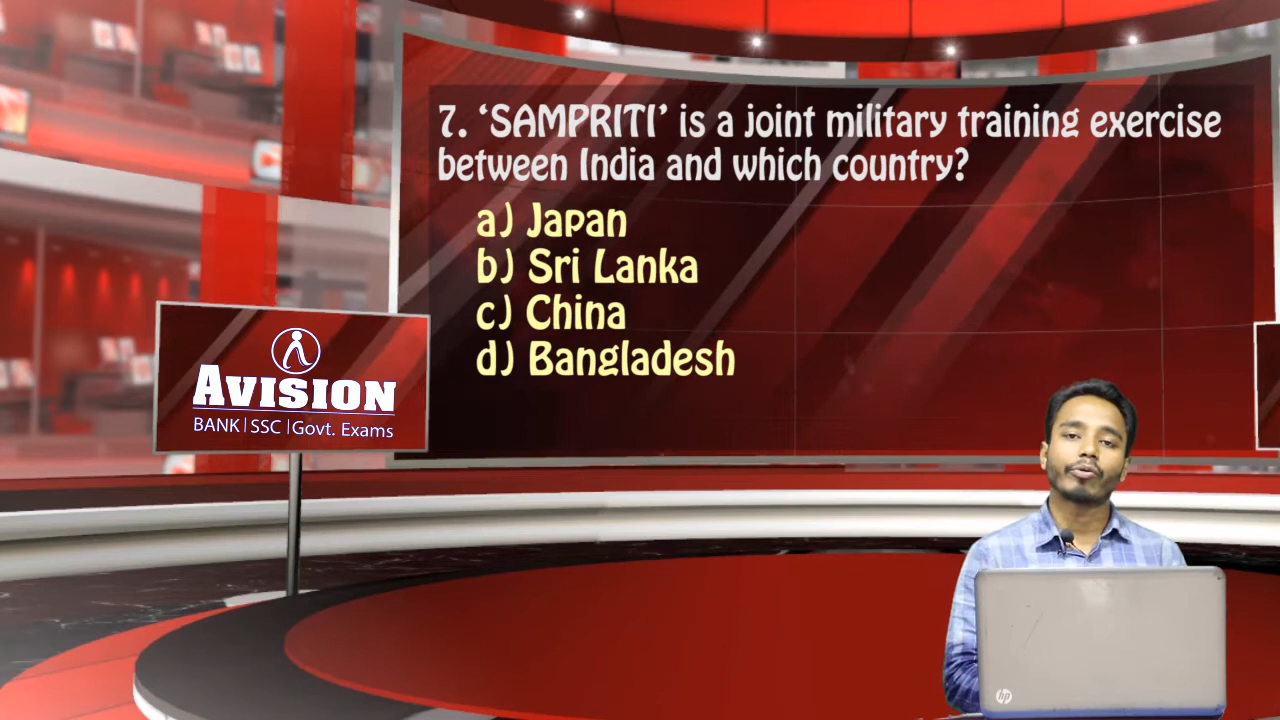 7. ‘SAMPRITI’ is a joint military training exercise
between India and which country?
a) Japan
b) Sri Lanka
c) China
d) Bangladesh
AVISION
BANK|SSC|Govt. Exams
hp